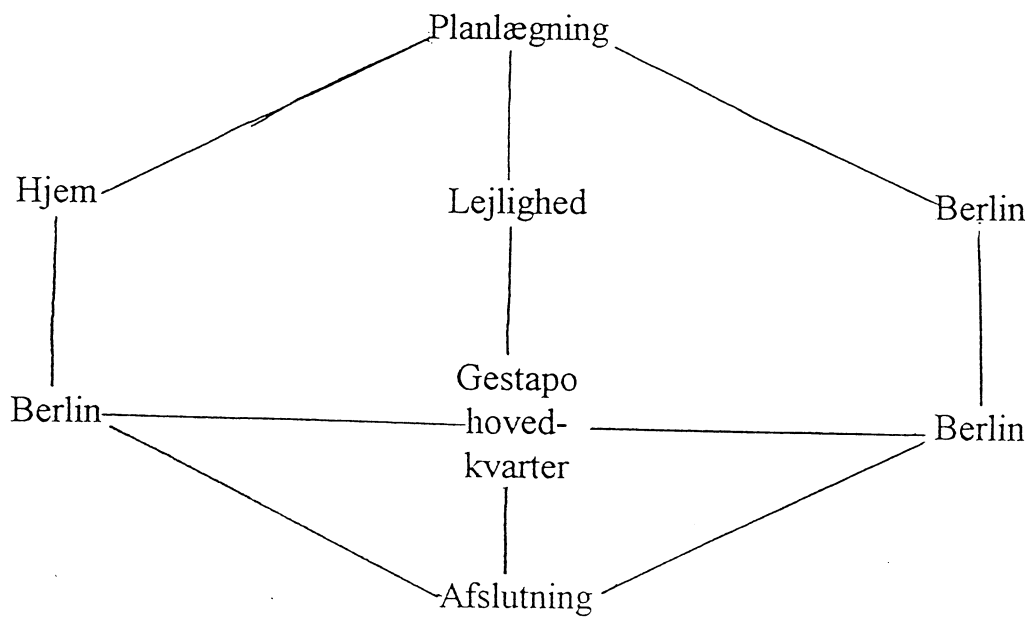 Planlægning
Hjem
Lejlighed
Berlin
Gestapo
hoved-
kvarter
Berlin
Berlin
Afslutning